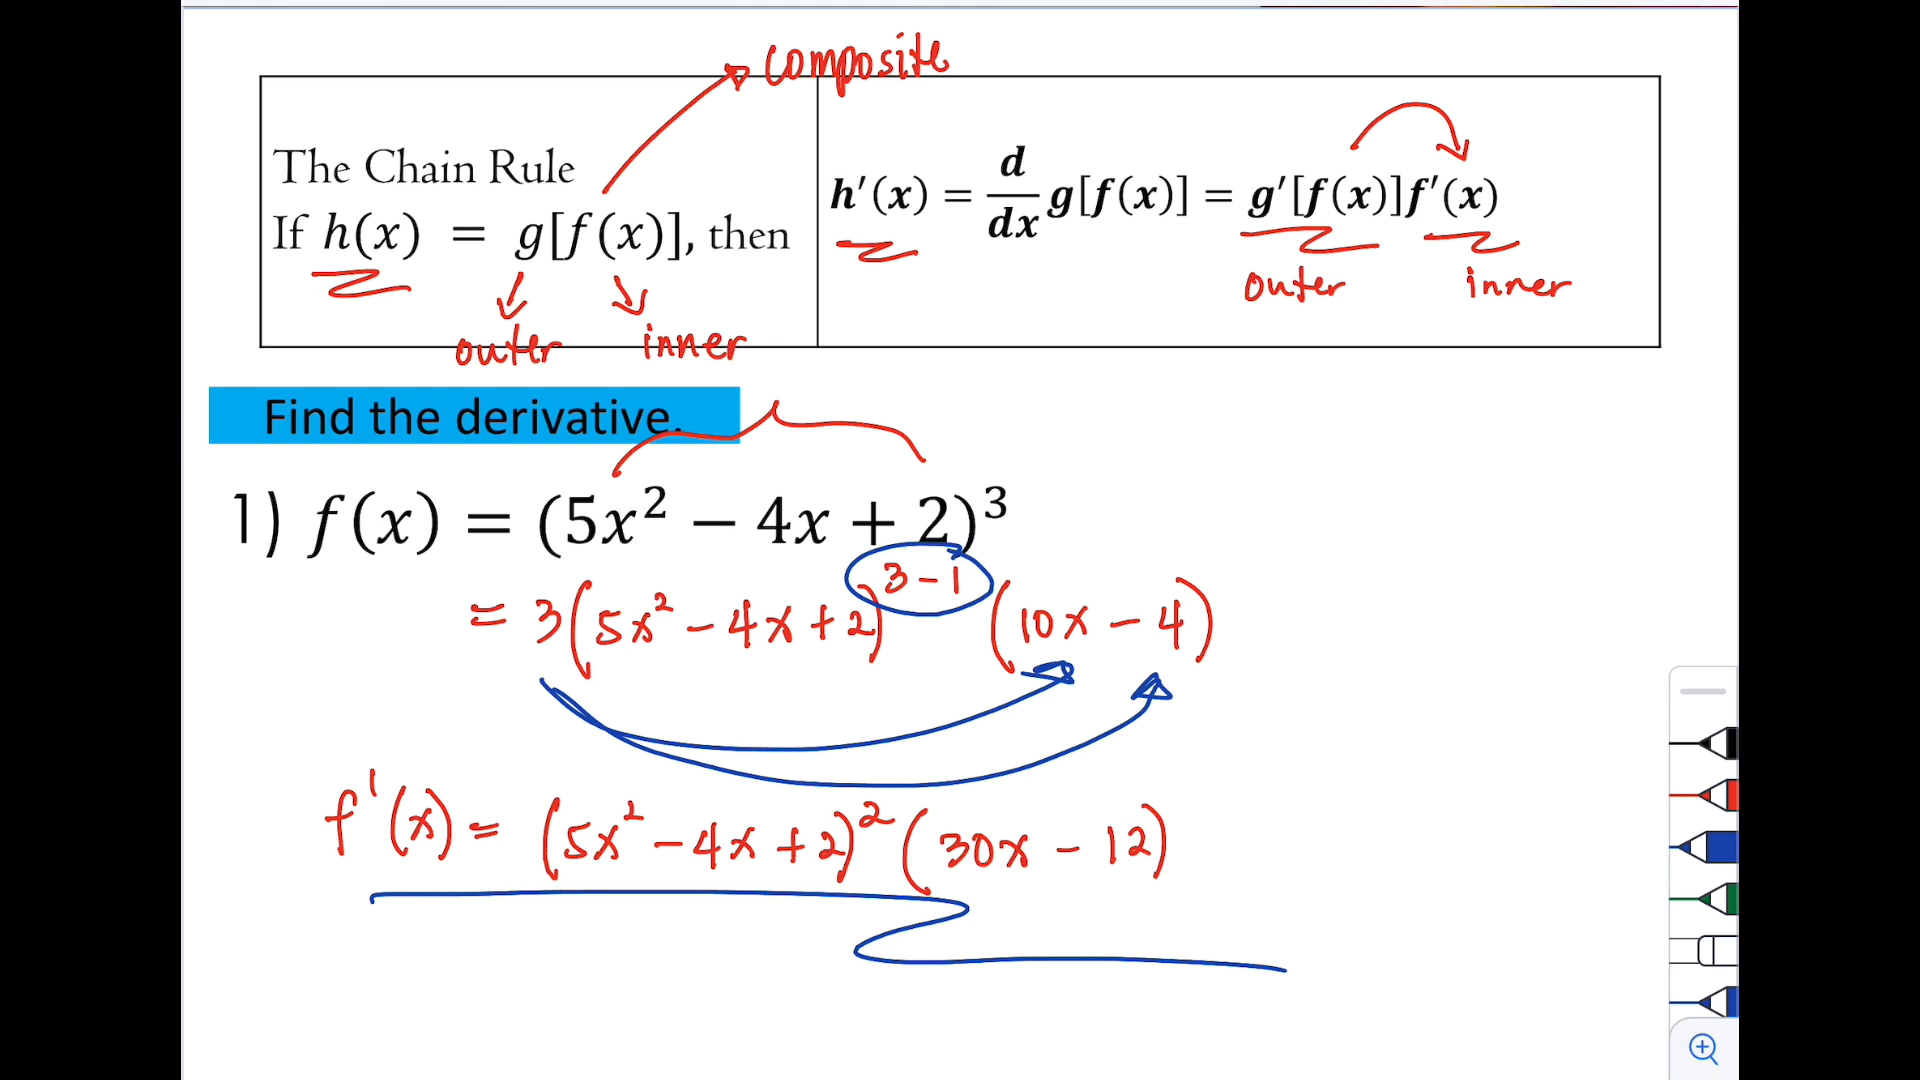 composite
The Chain Rule
If h(x) = g[f(x)], then
outer inner
h′(x) = d/dx g[f(x)] = g′[f(x)]f′(x)
outer inner
Find the derivative.
1) f(x) = (5x² − 4x + 2)³
= 3(5x² − 4x + 2)³⁻¹ (10x − 4)
f'(x) = (5x² − 4x + 2)² (30x − 12)